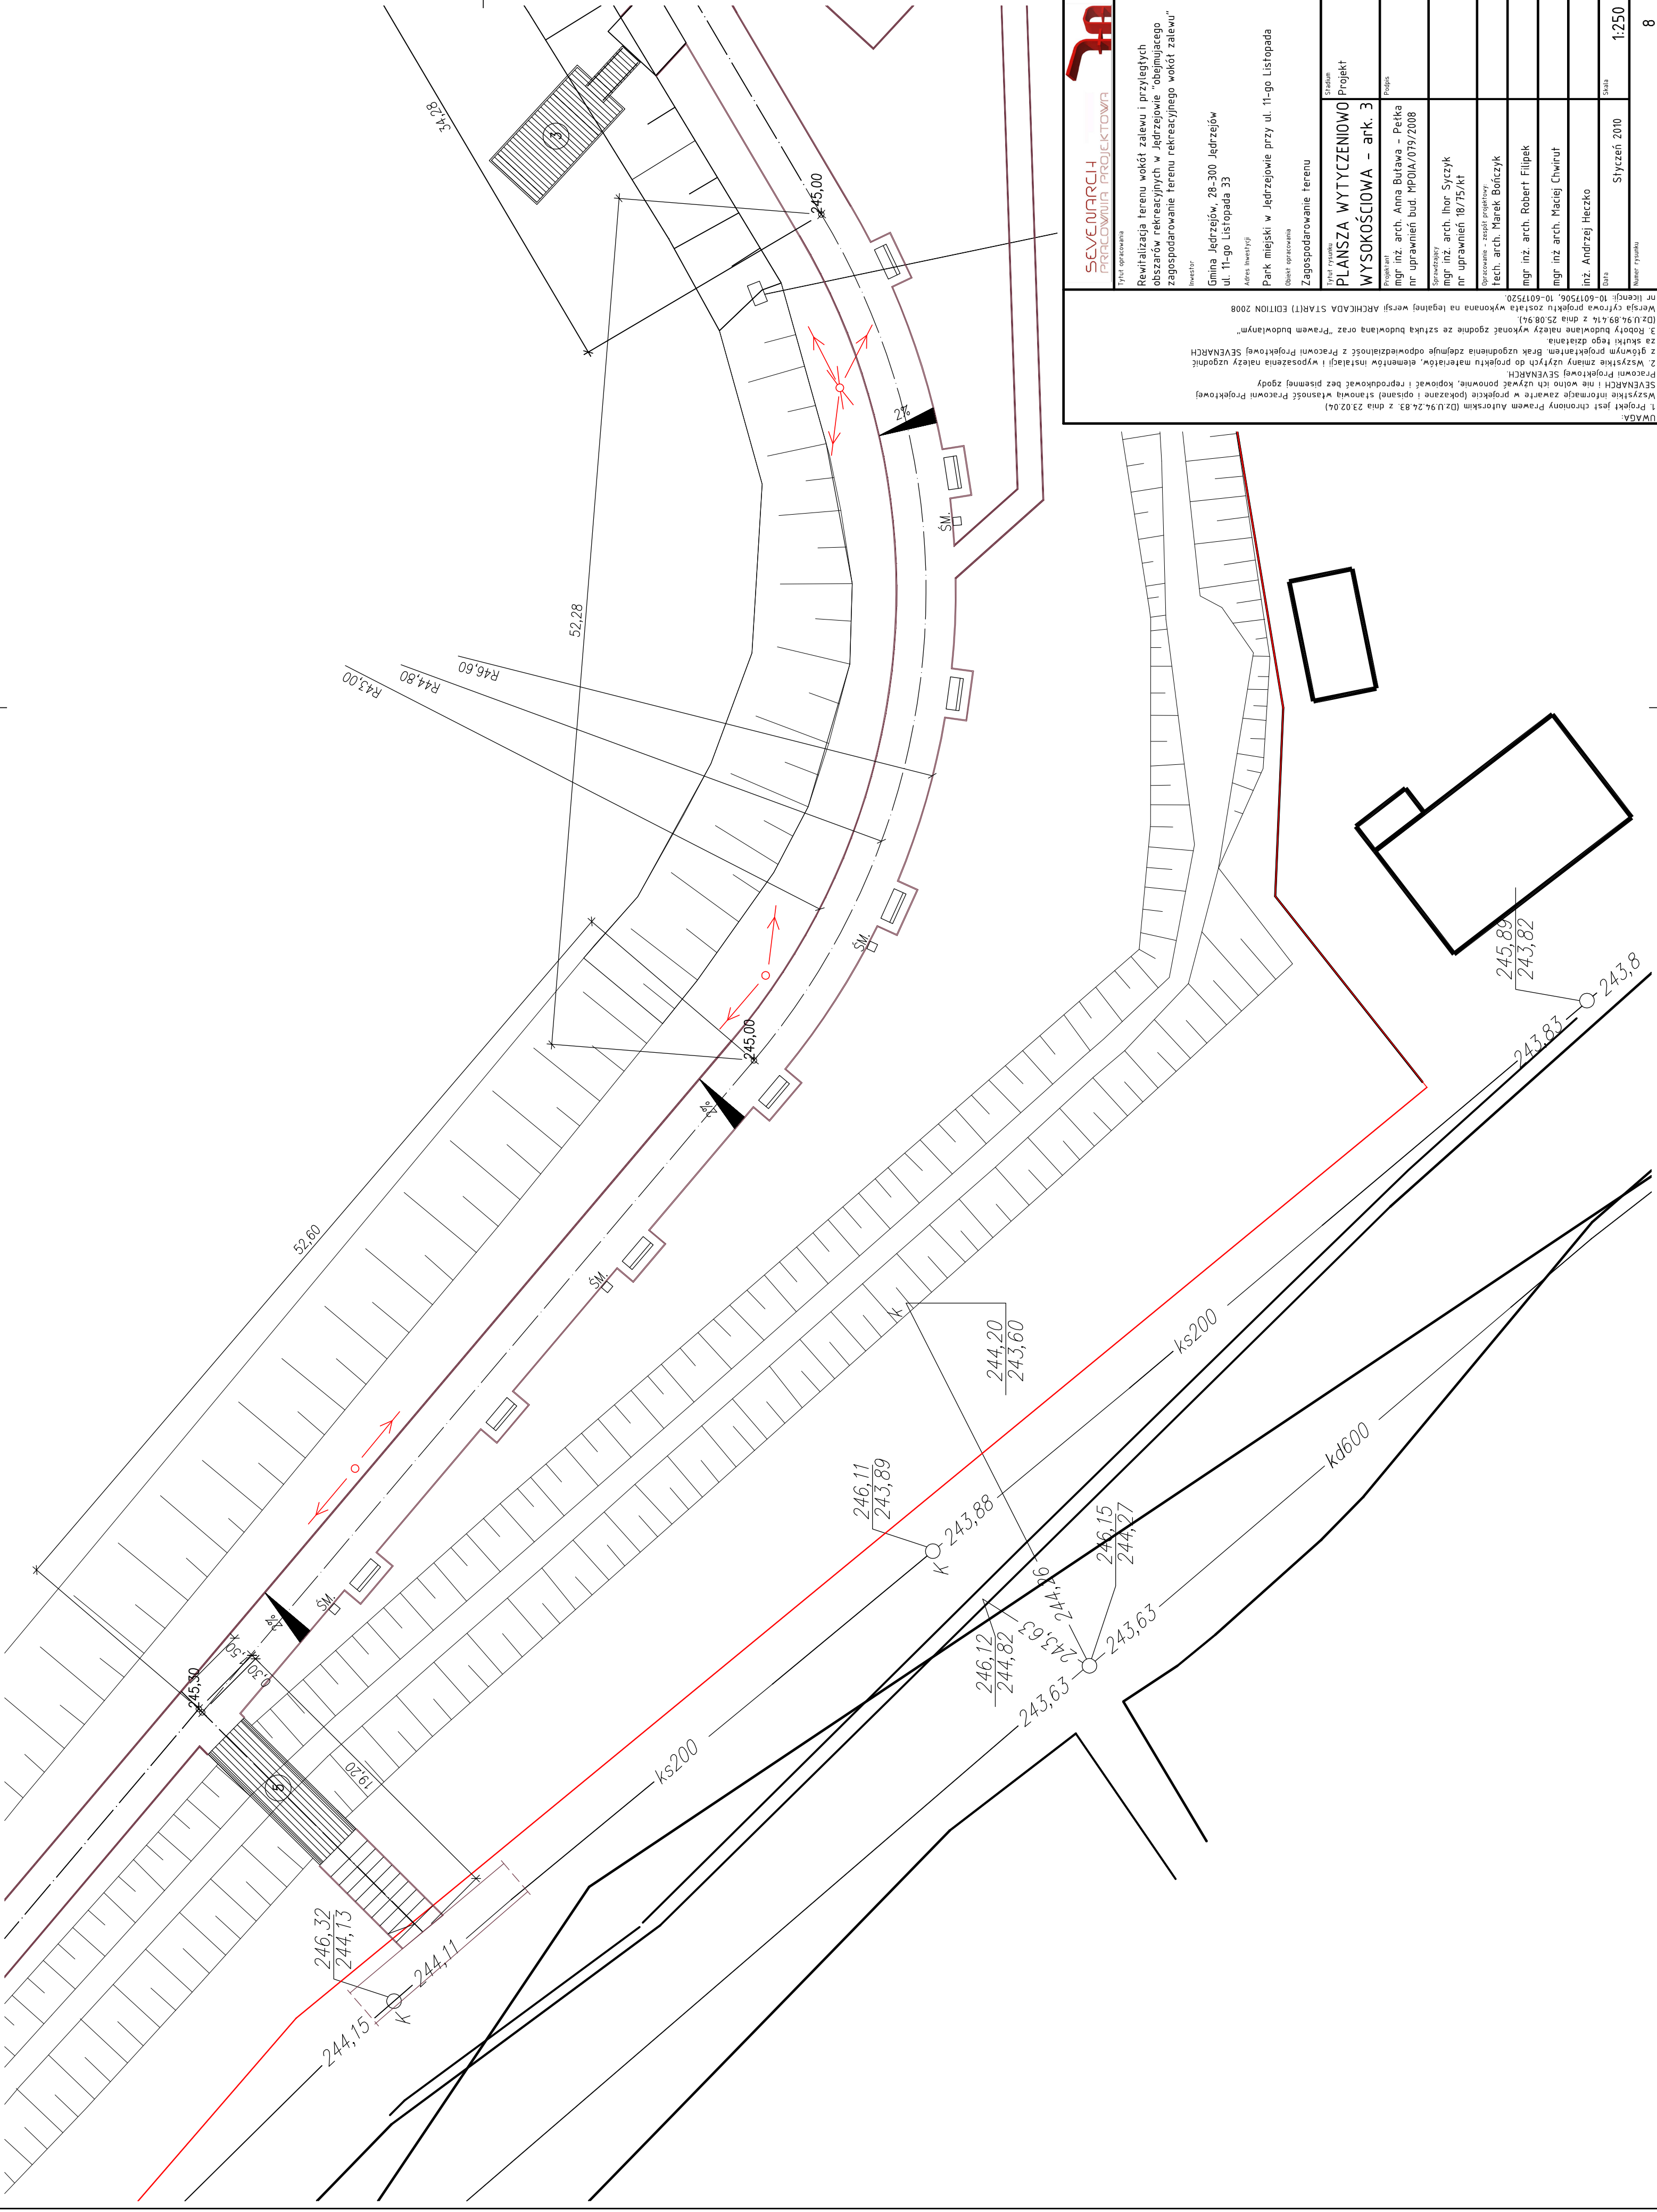 SEVENARCH
PRACOWNIA PROJEKTOWA
Tytuł opracowania
Rewitalizacja terenu wokół zalewu i przyległych
obszarów rekreacyjnych w Jędrzejowie "obejmującego
zagospodarowanie terenu rekreacyjnego wokół zalewu"
Inwestor
Gmina Jędrzejów, 28-300 Jędrzejów
ul. 11-go Listopada 33
Adres Inwestycji
Park miejski w Jędrzejowie przy ul. 11-go Listopada
Obiekt opracowania
Zagospodarowanie terenu
Tytuł rysunku
PLANSZA WYTYCZENIOWO
WYSOKOŚCIOWA - ark. 3
Stadium
Projekt
Projektant
mgr inż. arch. Anna Buława - Pełka
nr uprawnień bud. MPOIA/079/2008
Podpis
Sprawdzający
mgr inż. arch. Ihor Syczyk
nr uprawnień 18/75/kt
Opracowanie - zespół projektowy:
tech. arch. Marek Bończyk
mgr inż. arch. Robert Filipek
mgr inż arch. Maciej Chwirut
inż. Andrzej Heczko
Data
Styczeń 2010
Skala
1:250
Numer rysunku
8
UWAGA:
1. Projekt jest chroniony Prawem Autorskim (Dz.U.94.24.83. z dnia 23.02.04)
Wszystkie informacje zawarte w projekcie (pokazane i opisane) stanowią własność Pracowni Projektowej
SEVENARCH i nie wolno ich używać ponownie, kopiować i reprodukować bez pisemnej zgody
Pracowni Projektowej SEVENARCH.
2. Wszystkie zmiany użytych do projektu materiałów, elementów instalacji i wyposażenia należy uzgodnić
z głównym projektantem. Brak uzgodnienia zdejmuje odpowiedzialność z Pracowni Projektowej SEVENARCH
za skutki tego działania.
3. Roboty budowlane należy wykonać zgodnie ze sztuką budowlaną oraz "Prawem budowlanym"
(Dz.U.94.89.414 z dnia 25.08.94).
Wersja cyfrowa projektu została wykonana na legalnej wersji ARCHICADA STAR(T) EDITION 2008
nr licencji: 10-6017506, 10-6017520.
34,28
3
245,00
2%
ŚM.
52,28
R43,00
R44,80
R46,60
ŚM.
245,00
2%
52,60
ŚM.
245,89
243,82
243,8
243,83
244,20
243,60
ks200
kd600
246,11
243,89
K
243,88
246,15
244,27
244,26
243,63
246,12
244,82
243,63
243,63
ŚM.
2%
1,50
0,30
245,30
5
19,20
ks200
246,32
244,13
244,11
K
244,15